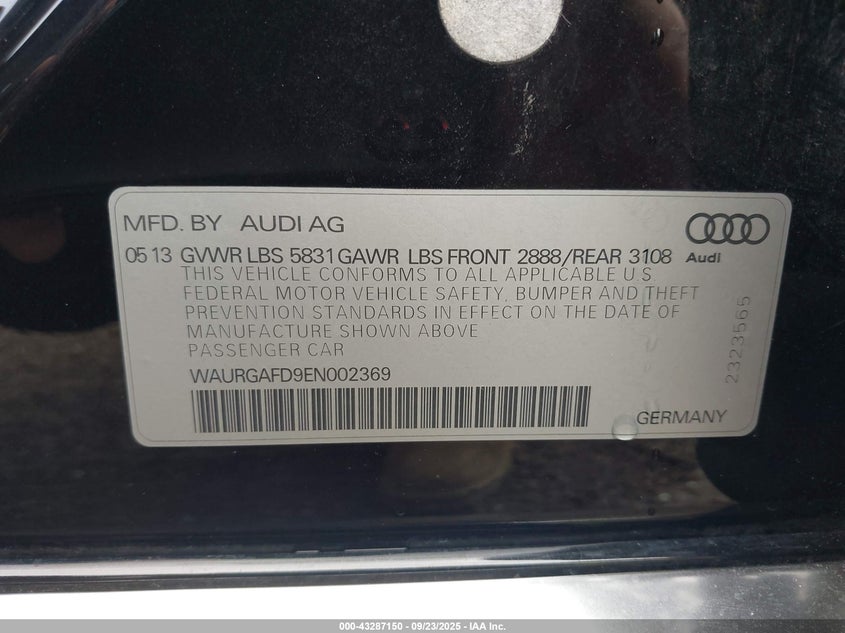 MFD. BY AUDI AG
05 13 GVWR LBS 5831 GAWR LBS FRONT 2888/REAR 3108
Audi
THIS VEHICLE CONFORMS TO ALL APPLICABLE U S
FEDERAL MOTOR VEHICLE SAFETY, BUMPER AND THEFT
PREVENTION STANDARDS IN EFFECT ON THE DATE OF
MANUFACTURE SHOWN ABOVE
PASSENGER CAR
2323565
WAURGAFD9EN002369
GERMANY
000-43287150 - 09/23/2025 - IAA Inc.